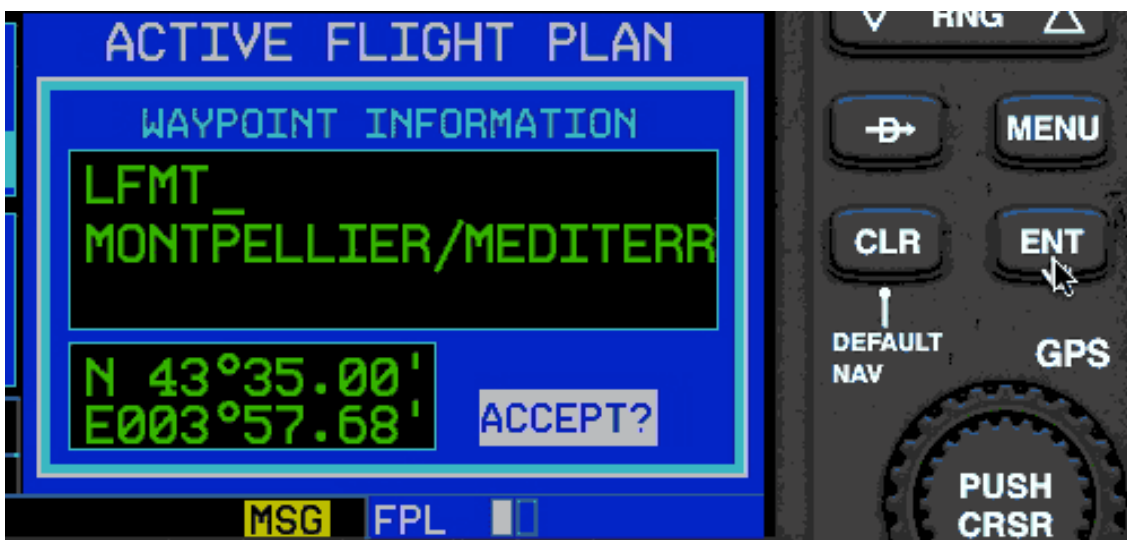 ACTIVE FLIGHT PLAN
WAYPOINT INFORMATION
LFMT_
MONTPELLIER/MEDITERR
N 43°35.00'
E003°57.68'
ACCEPT?
MSG FPL
RNG
MENU
CLR
ENT
DEFAULT
NAV
GPS
PUSH
CRSR